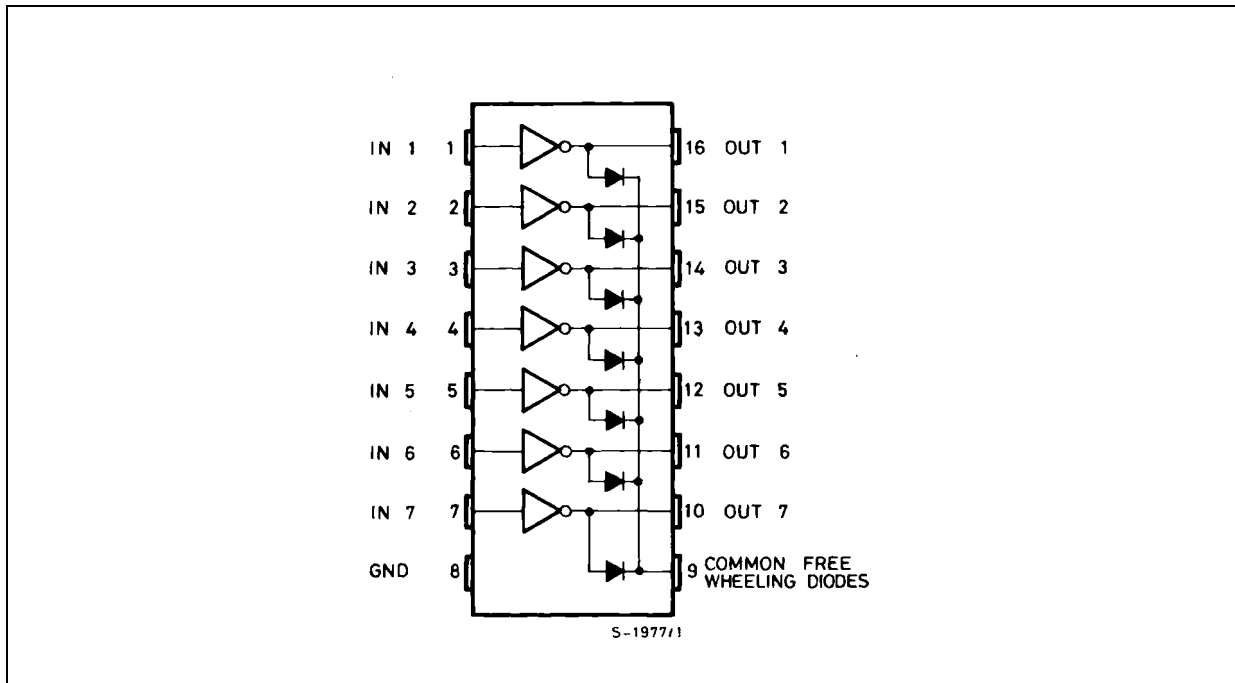 IN 1 1 16 OUT 1
IN 2 2 15 OUT 2
IN 3 3 14 OUT 3
IN 4 4 13 OUT 4
IN 5 5 12 OUT 5
IN 6 6 11 OUT 6
IN 7 7 10 OUT 7
GND 8 9 COMMON FREE
WHEELING DIODES
S-1977/1